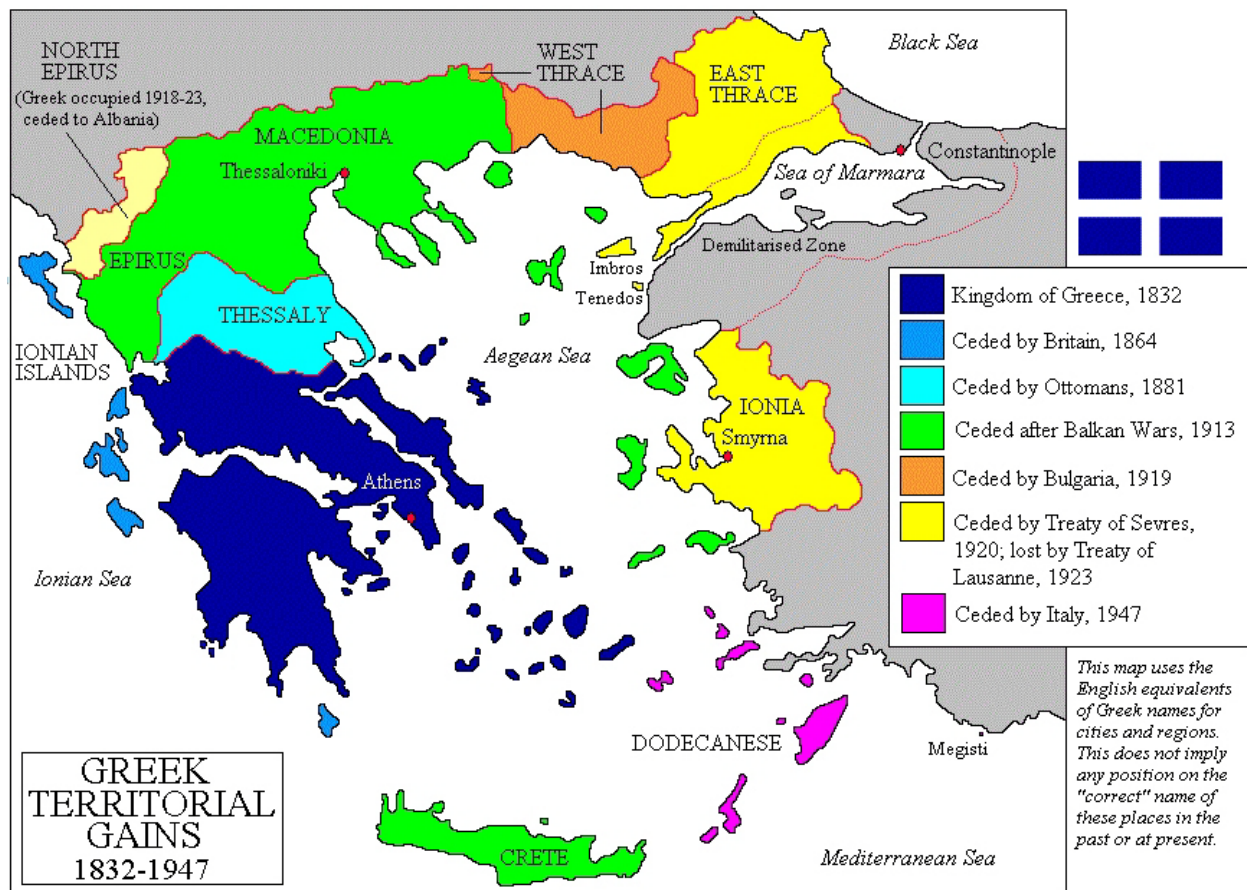 NORTH
EPIRUS
(Greek occupied 1918-23,
ceded to Albania)
WEST
THRACE
EAST
THRACE
Black Sea
MACEDONIA
Thessaloniki
Constantinople
Sea of Marmara
Demilitarised Zone
EPIRUS
Imbros
Tenedos
THESSALY
IONIAN
ISLANDS
Aegean Sea
IONIA
Smyrna
Athens
Ionian Sea
DODECANESE
Megisti
CRETE
Mediterranean Sea
Kingdom of Greece, 1832
Ceded by Britain, 1864
Ceded by Ottomans, 1881
Ceded after Balkan Wars, 1913
Ceded by Bulgaria, 1919
Ceded by Treaty of Sevres,
1920; lost by Treaty of
Lausanne, 1923
Ceded by Italy, 1947
This map uses the
English equivalents
of Greek names for
cities and regions.
This does not imply
any position on the
"correct" name of
these places in the
past or at present.
GREEK
TERRITORIAL
GAINS
1832-1947